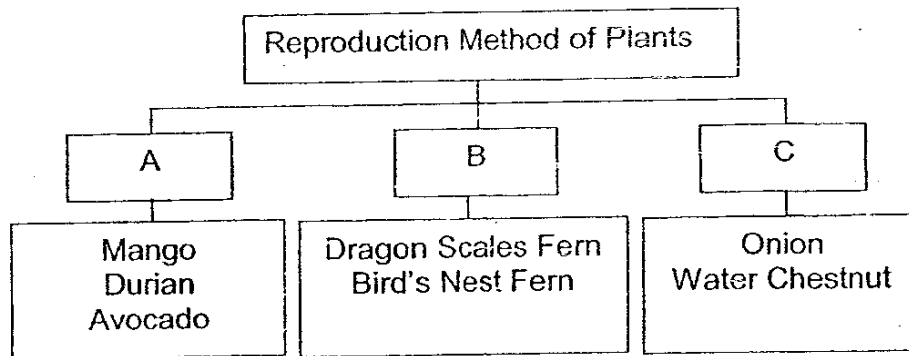 Reproduction Method of Plants
A
B
C
Mango
Durian
Avocado
Dragon Scales Fern
Bird's Nest Fern
Onion
Water Chestnut